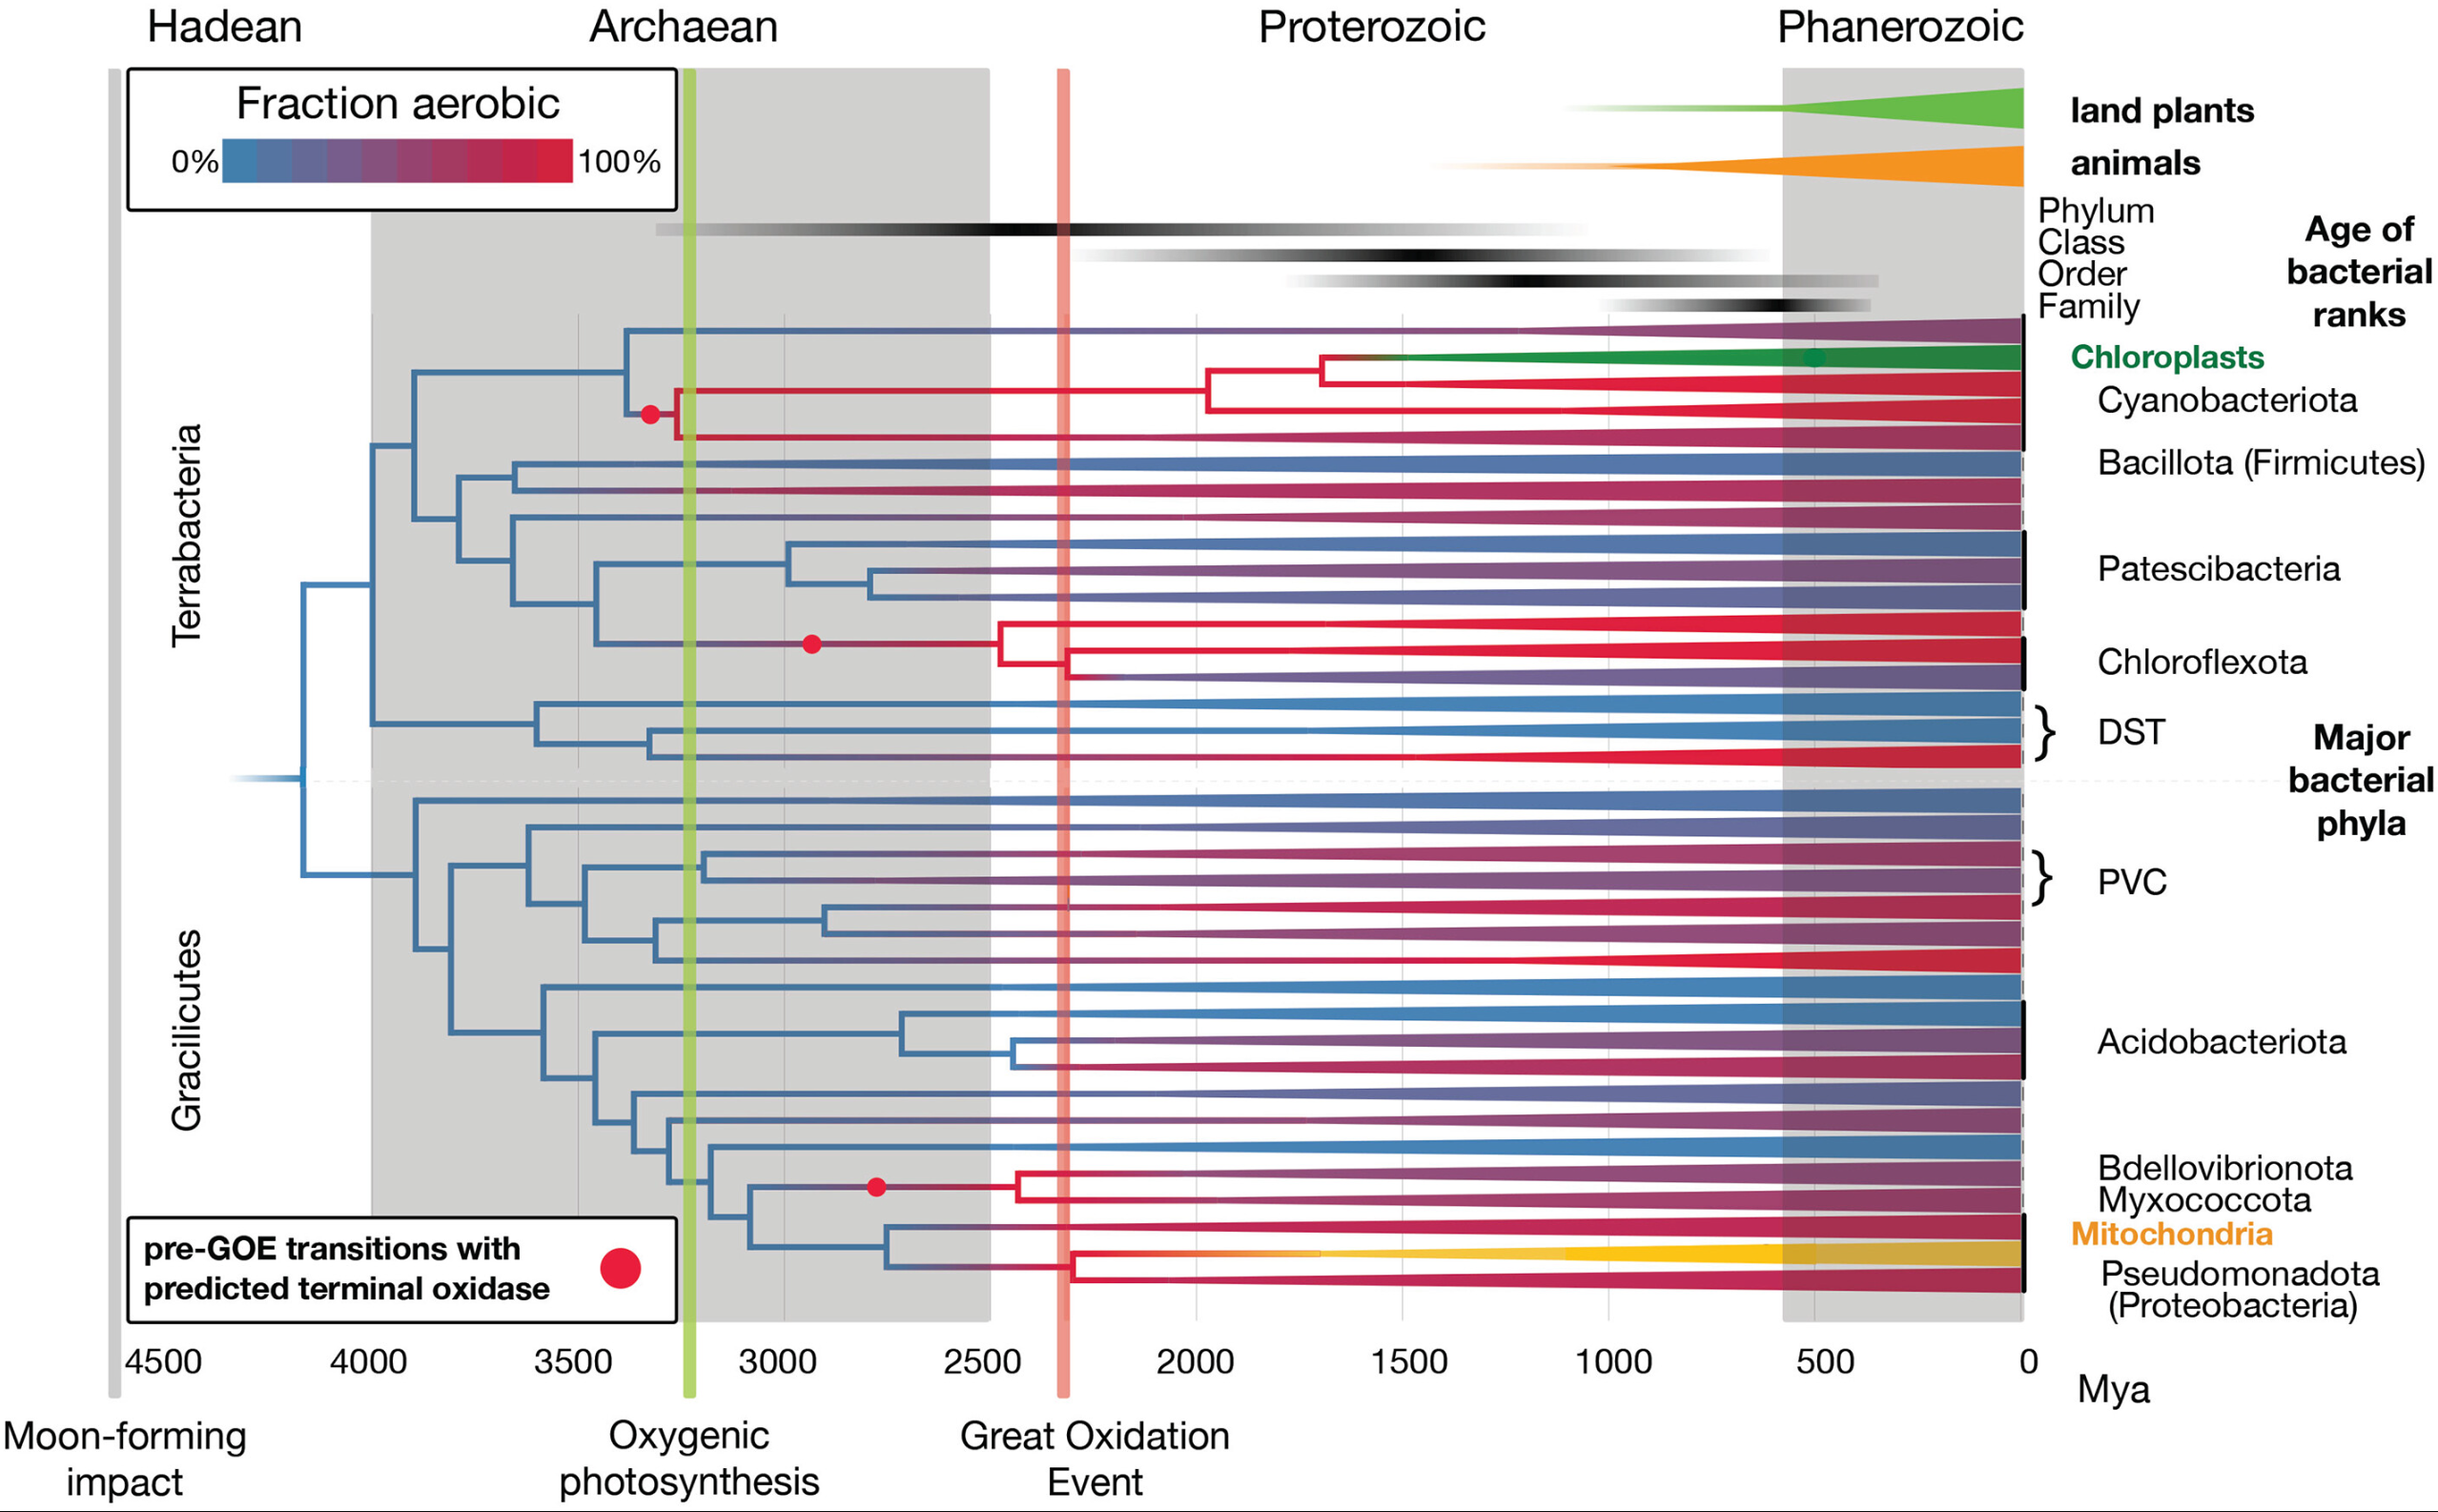 Hadean
Archaean
Proterozoic
Phanerozoic
Fraction aerobic
0%
100%
land plants
animals
Phylum
Class
Order
Family
Age of
bacterial
ranks
Chloroplasts
Cyanobacteriota
Bacillota (Firmicutes)
Patescibacteria
Chloroflexota
DST
Major
bacterial
phyla
PVC
Acidobacteriota
Bdellovibrionota
Myxococcota
Mitochondria
Pseudomonadota
(Proteobacteria)
Terrabacteria
Gracilicutes
pre-GOE transitions with
predicted terminal oxidase
4500 4000 3500 3000 2500 2000 1500 1000 500 0
Mya
Moon-forming
impact
Oxygenic
photosynthesis
Great Oxidation
Event